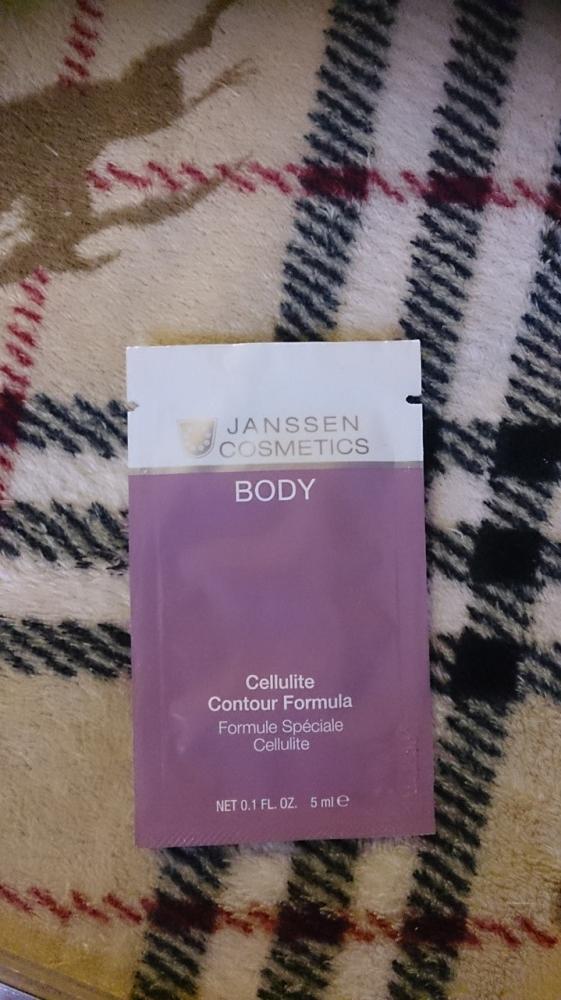 JANSSEN
COSMETICS
BODY
Cellulite
Contour Formula
Formule Spéciale
Cellulite
NET 0.1 FL. OZ. 5 ml ℮